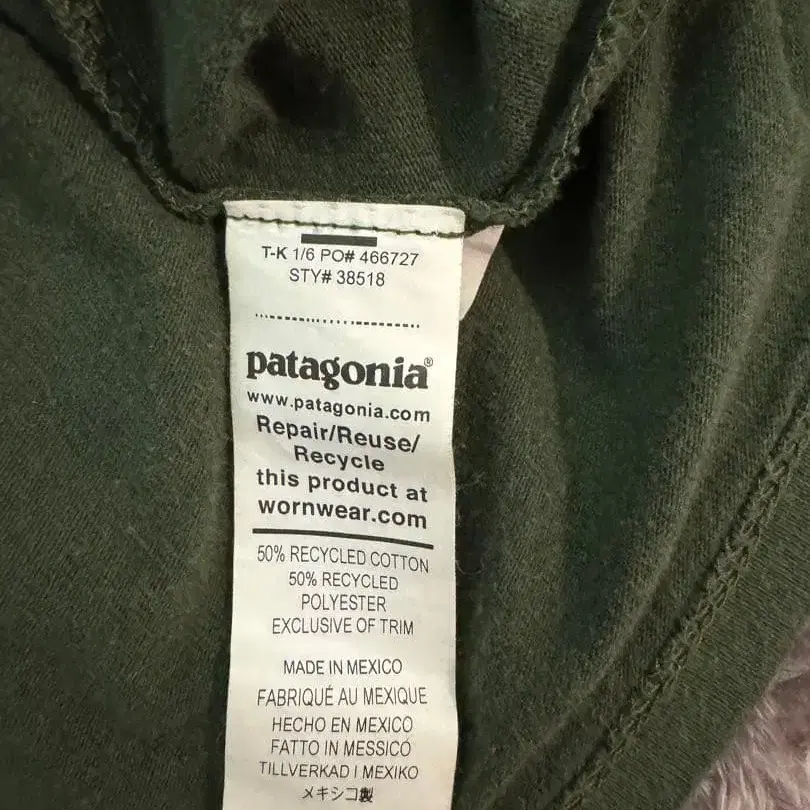 T-K 1/6 PO# 466727
STY# 38518
patagonia®
www.patagonia.com
Repair/Reuse/
Recycle
this product at
wornwear.com
50% RECYCLED COTTON
50% RECYCLED
POLYESTER
EXCLUSIVE OF TRIM
MADE IN MEXICO
FABRIQUÉ AU MEXIQUE
HECHO EN MEXICO
FATTO IN MESSICÓ
TILLVERKAD I MEXIKO
メキシコ製